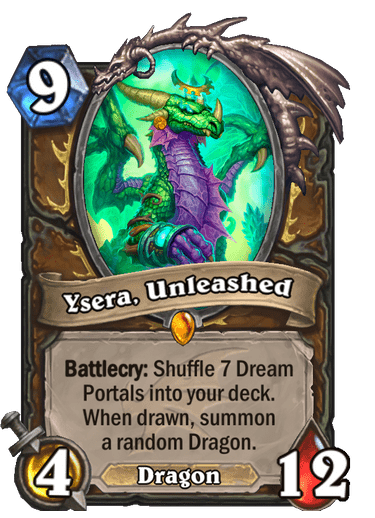 9
Ysera, Unleashed
Battlecry: Shuffle 7 Dream
Portals into your deck.
When drawn, summon
a random Dragon.
4
Dragon
12